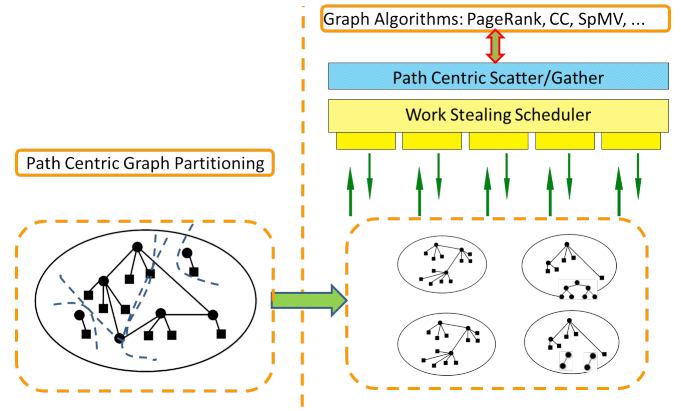 Graph Algorithms: PageRank, CC, SpMV, ...
Path Centric Scatter/Gather
Work Stealing Scheduler
Path Centric Graph Partitioning